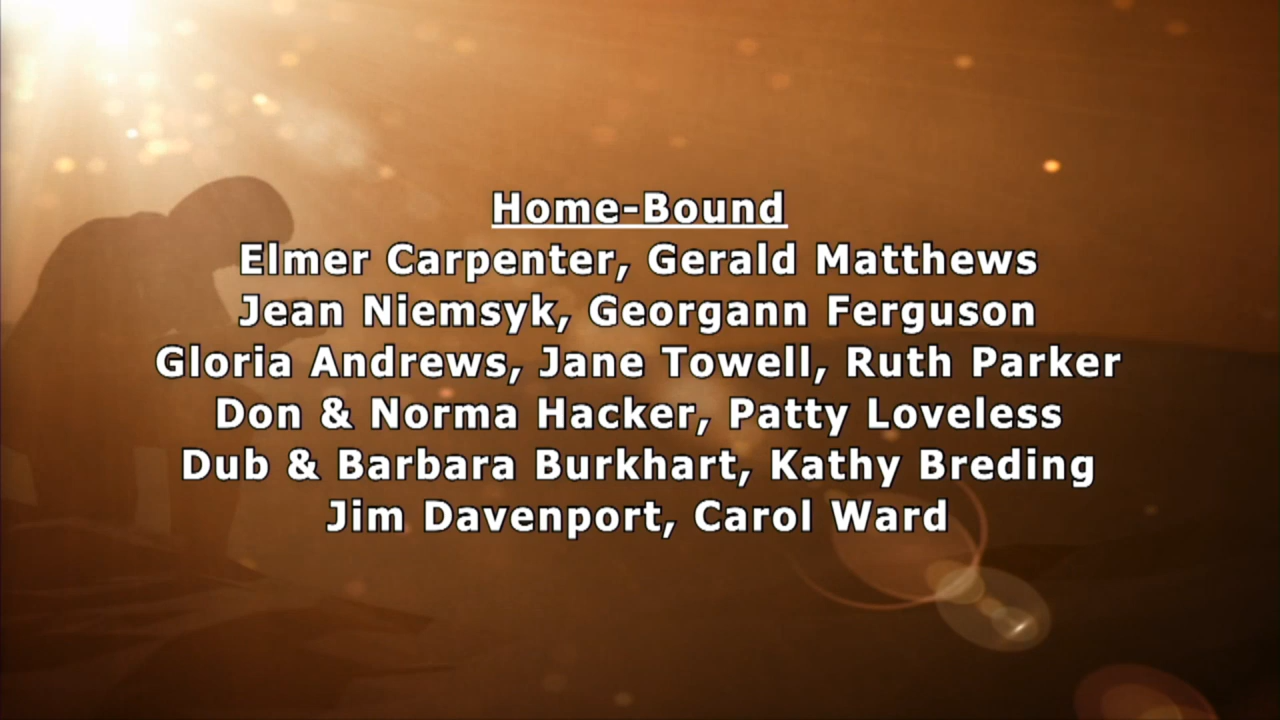 Home-Bound
Elmer Carpenter, Gerald Matthews
Jean Niemsyk, Georgann Ferguson
Gloria Andrews, Jane Towell, Ruth Parker
Don & Norma Hacker, Patty Loveless
Dub & Barbara Burkhart, Kathy Breding
Jim Davenport, Carol Ward